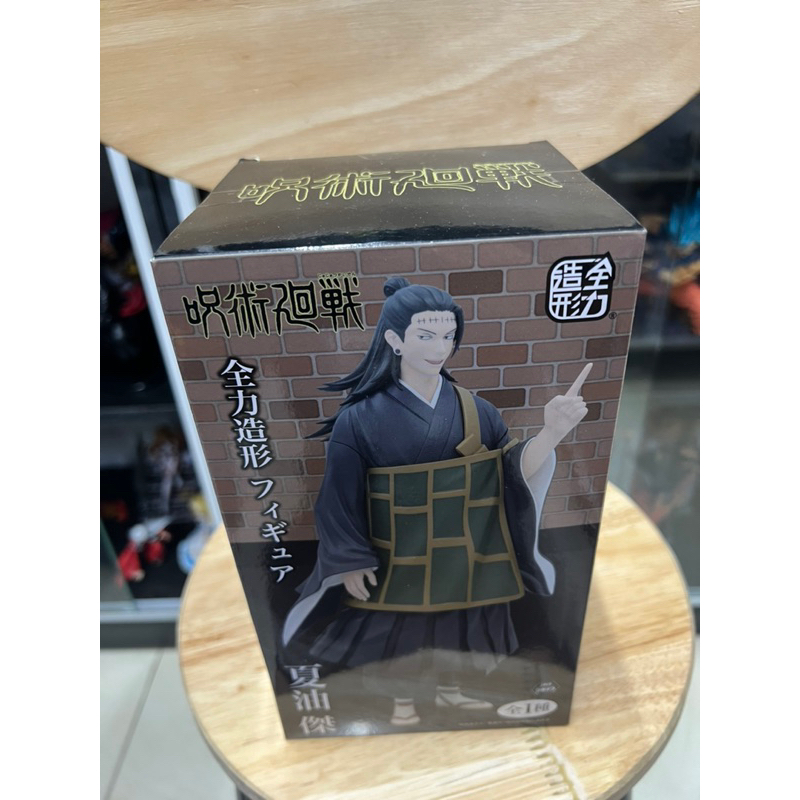 呪術廻戦
呪術廻戦
全力
造形
®
全力造形 フィギュア
夏油 傑
全1種